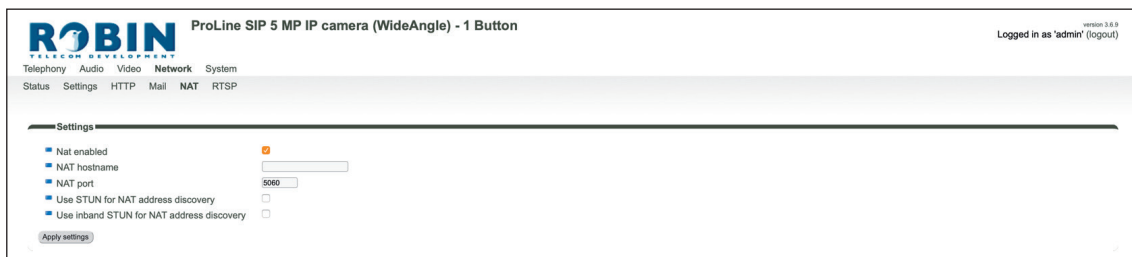 ROBIN
TELECOM DEVELOPMENT
ProLine SIP 5 MP IP camera (WideAngle) - 1 Button
version 3.6.9
Logged in as 'admin' (logout)
Telephony Audio Video Network System
Status Settings HTTP Mail NAT RTSP
Settings
Nat enabled
NAT hostname
NAT port 5060
Use STUN for NAT address discovery
Use inband STUN for NAT address discovery
Apply settings